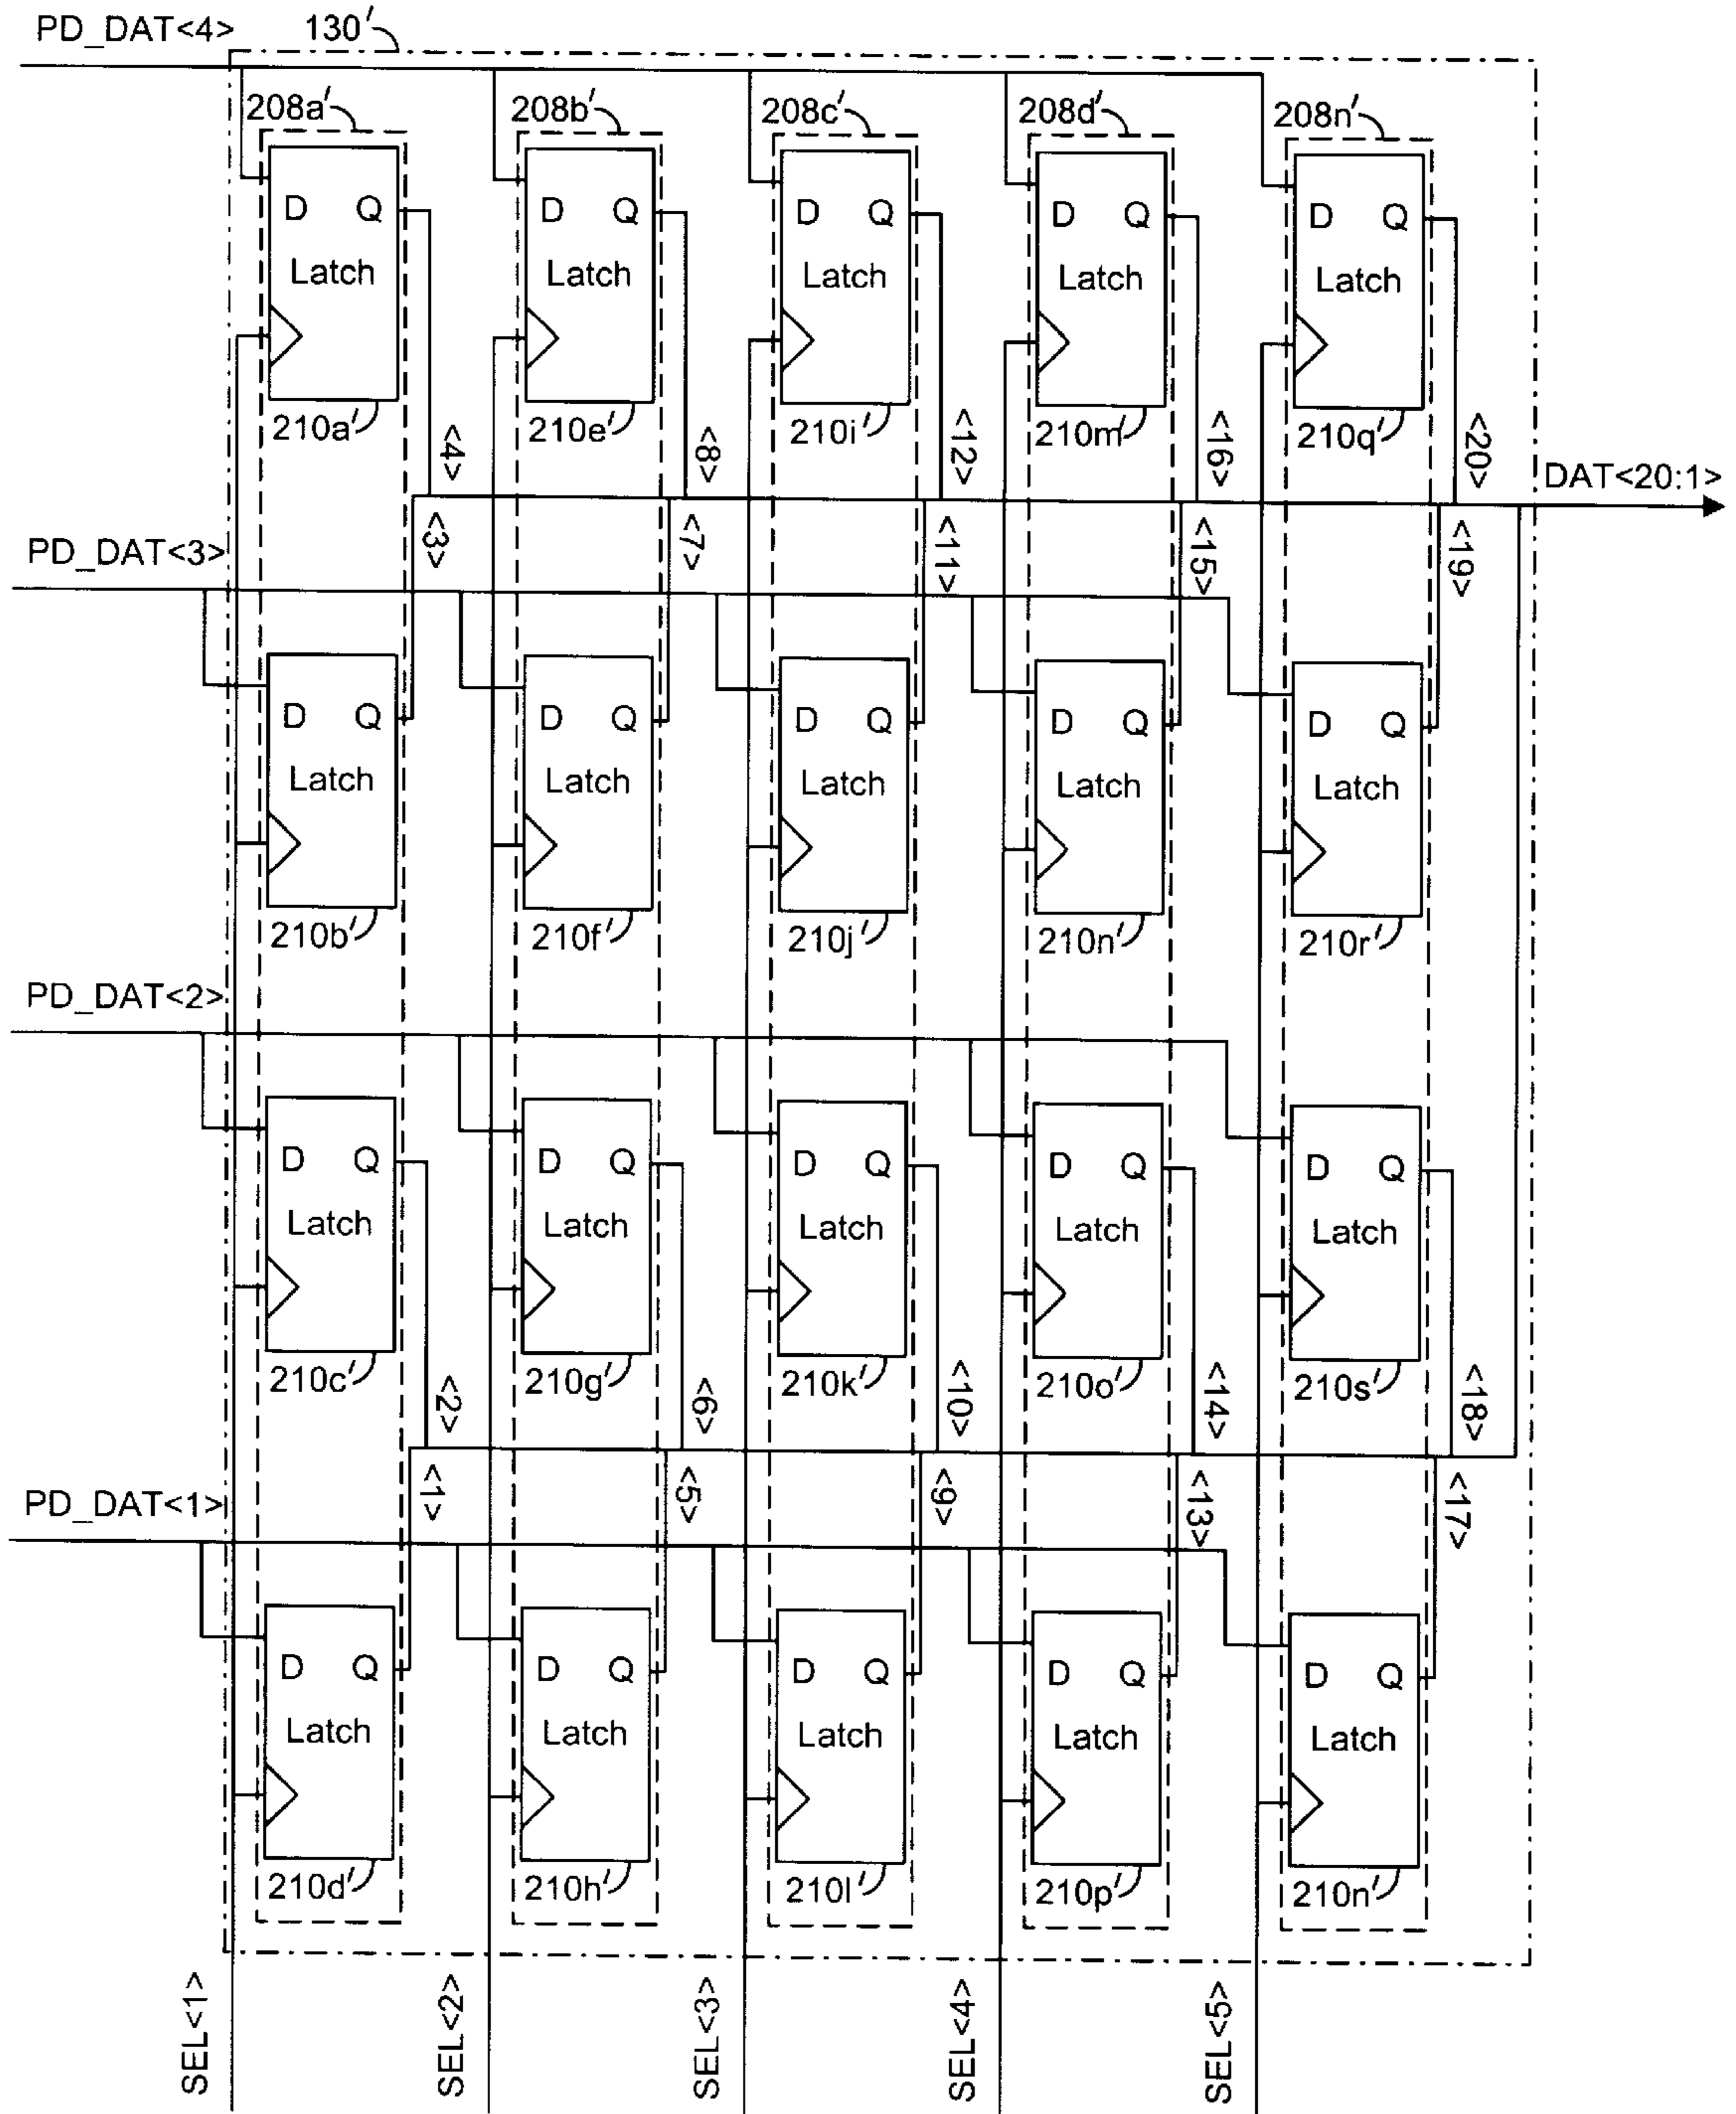 PD_DAT<4> 130′
208a′ 208b′ 208c′ 208d′ 208n′
D Q D Q D Q D Q D Q
Latch Latch Latch Latch Latch
210a′ 210e′ 210i′ 210m′ 210q′
<4> <8> <12> <16> <20>
DAT<20:1>
<3> <7> <11> <15> <19>
PD_DAT<3>
D Q D Q D Q D Q D Q
Latch Latch Latch Latch Latch
210b′ 210f′ 210j′ 210n′ 210r′
PD_DAT<2>
D Q D Q D Q D Q D Q
Latch Latch Latch Latch Latch
210c′ 210g′ 210k′ 210o′ 210s′
<2> <6> <10> <14> <18>
<1> <5> <9> <13> <17>
PD_DAT<1>
D Q D Q D Q D Q D Q
Latch Latch Latch Latch Latch
210d′ 210h′ 210l′ 210p′ 210n′
SEL<1> SEL<2> SEL<3> SEL<4> SEL<5>